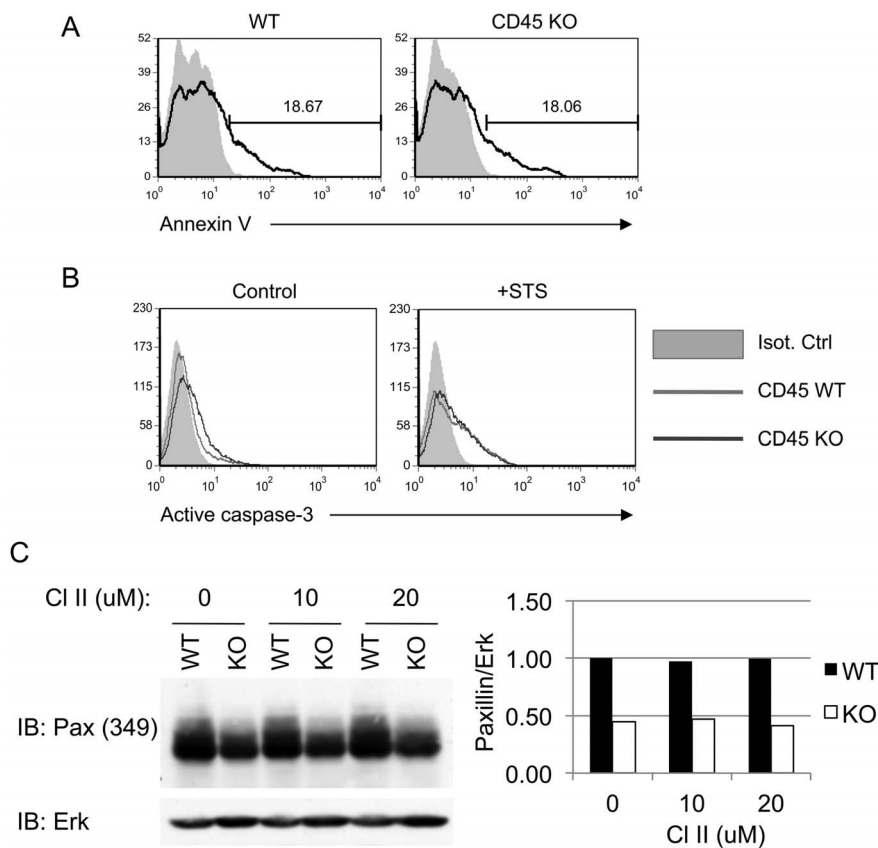 A
WT
CD45 KO
52
39
26
13
0
18.67
10^0
10^1
10^2
10^3
10^4
52
39
26
13
0
18.06
10^0
10^1
10^2
10^3
10^4
Annexin V
B
Control
+STS
230
173
115
58
0
10^0
10^1
10^2
10^3
10^4
230
173
115
58
0
10^0
10^1
10^2
10^3
10^4
Active caspase-3
Isot. Ctrl
CD45 WT
CD45 KO
C
Cl II (uM): 0 10 20
WT KO WT KO WT KO
IB: Pax (349)
IB: Erk
Paxillin/Erk
1.50
1.00
0.50
0.00
0 10 20
Cl II (uM)
WT
KO